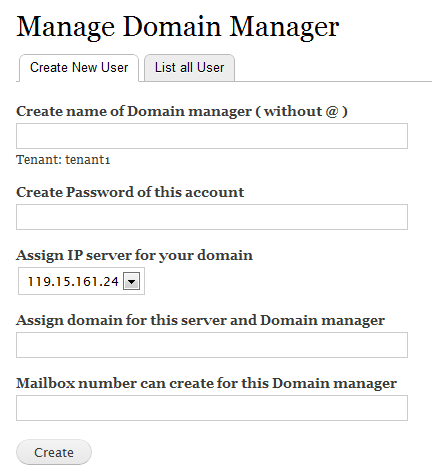 Manage Domain Manager
Create New User
List all User
Create name of Domain manager ( without @ )
Tenant: tenant1
Create Password of this account
Assign IP server for your domain
119.15.161.24
Assign domain for this server and Domain manager
Mailbox number can create for this Domain manager
Create